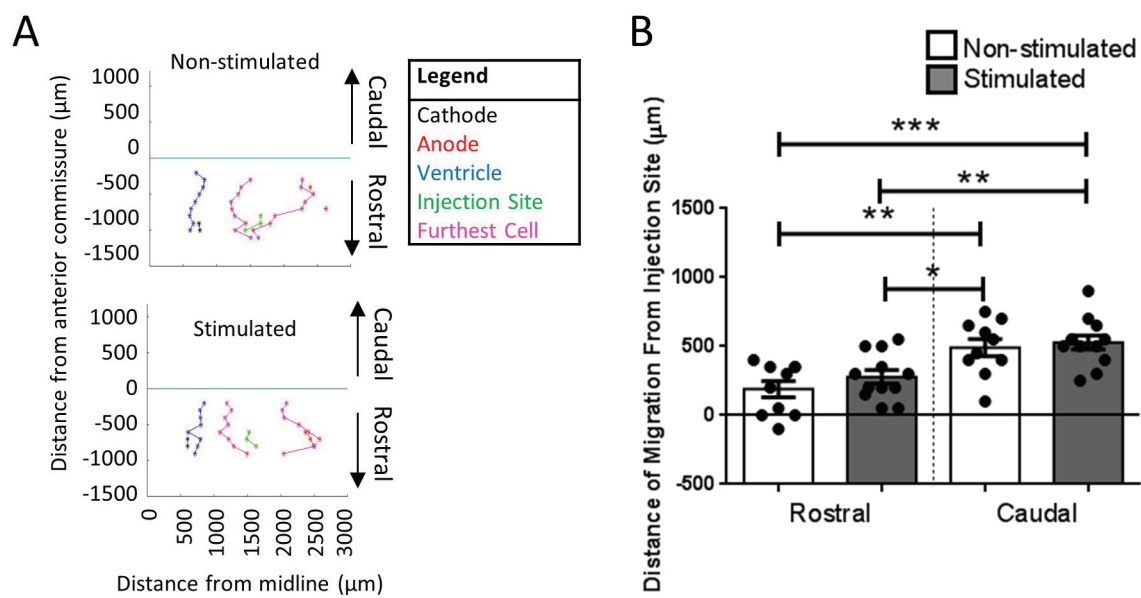 A
Non-stimulated
Distance from anterior commissure (µm)
1000
500
0
-500
-1000
-1500
Caudal
Rostral
Legend
Cathode
Anode
Ventricle
Injection Site
Furthest Cell
Stimulated
1000
500
0
-500
-1000
-1500
Caudal
Rostral
0
500
1000
1500
2000
2500
3000
Distance from midline (µm)
B
Non-stimulated
Stimulated
Distance of Migration From Injection Site (µm)
***
**
**
*
1500
1000
500
0
-500
Rostral
Caudal